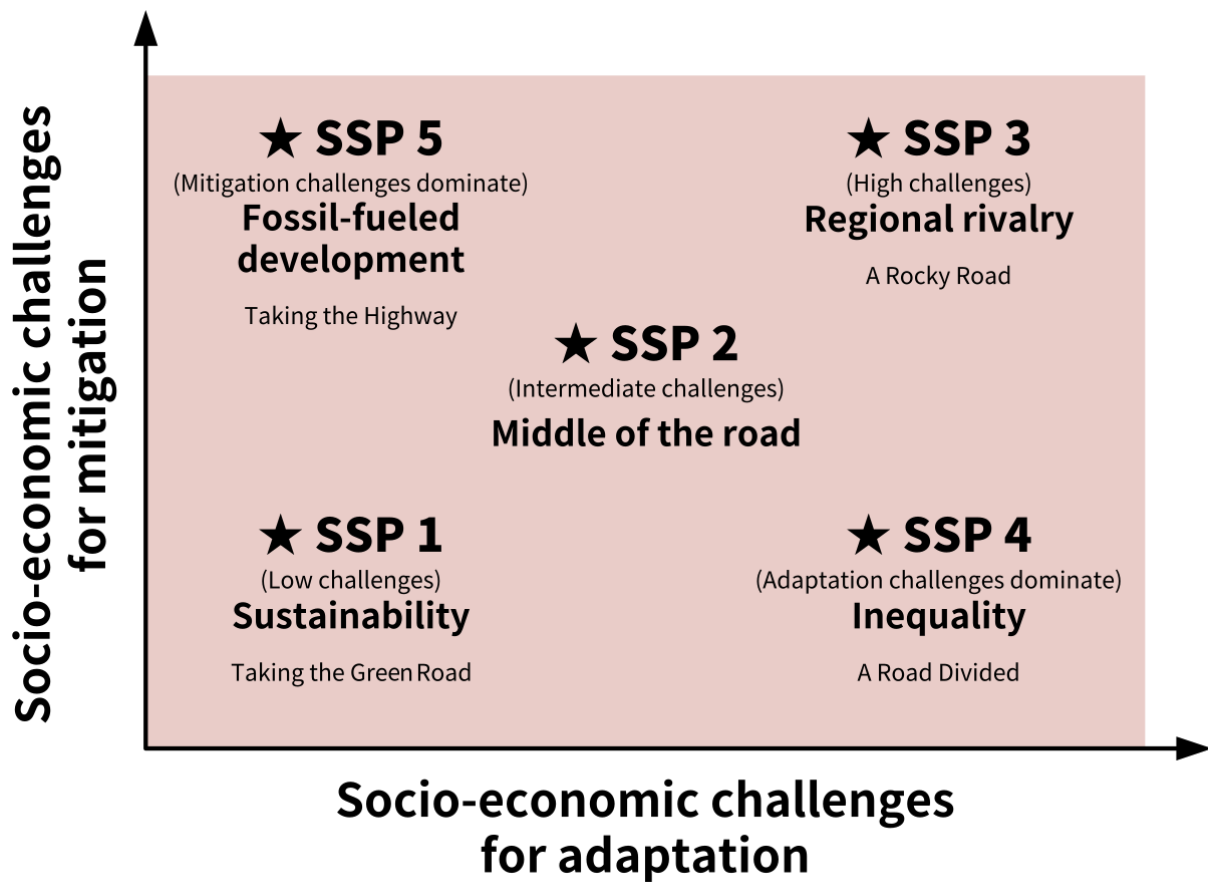 Socio-economic challenges
for mitigation
★ SSP 5
(Mitigation challenges dominate)
Fossil-fueled
development
Taking the Highway
★ SSP 3
(High challenges)
Regional rivalry
A Rocky Road
★ SSP 2
(Intermediate challenges)
Middle of the road
★ SSP 1
(Low challenges)
Sustainability
Taking the Green Road
★ SSP 4
(Adaptation challenges dominate)
Inequality
A Road Divided
Socio-economic challenges
for adaptation